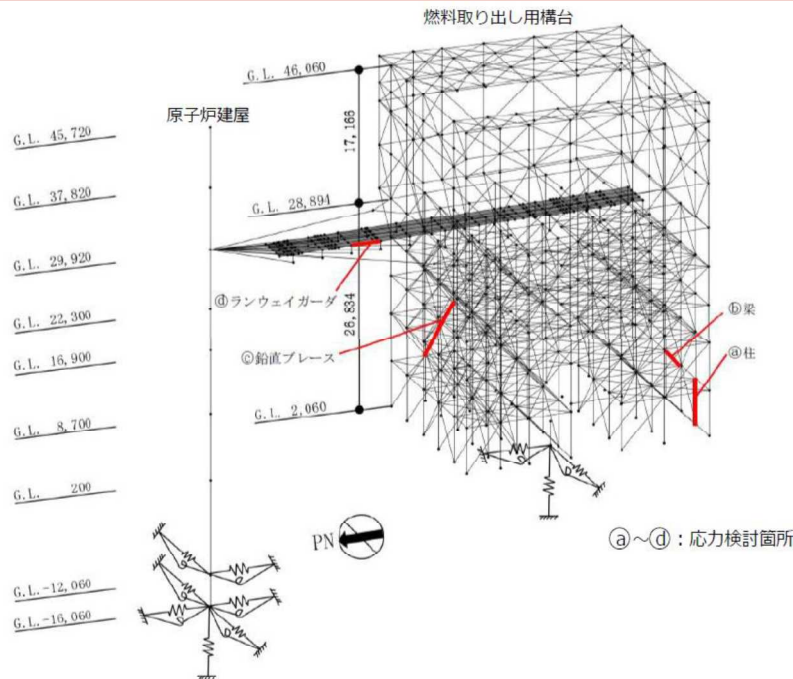 燃料取り出し用構台
G.L. 46,060
原子炉建屋
17,166
G.L. 45,720
G.L. 37,820
G.L. 28,894
G.L. 29,920
ⓓランウェイガーダ
26,834
G.L. 22,300
ⓑ梁
ⓒ鉛直ブレース
ⓐ柱
G.L. 16,900
G.L. 2,060
G.L. 8,700
G.L. 200
PN
ⓐ~ⓓ:応力検討箇所
G.L.-12,060
G.L.-16,060